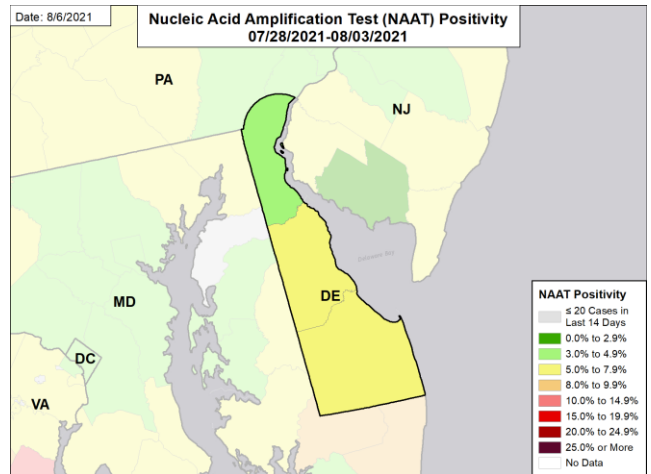 Date: 8/6/2021
Nucleic Acid Amplification Test (NAAT) Positivity
07/28/2021-08/03/2021
PA
NJ
MD
DE
DC
VA
Delaware Bay
NAAT Positivity
≤ 20 Cases in
Last 14 Days
0.0% to 2.9%
3.0% to 4.9%
5.0% to 7.9%
8.0% to 9.9%
10.0% to 14.9%
15.0% to 19.9%
20.0% to 24.9%
25.0% or More
No Data